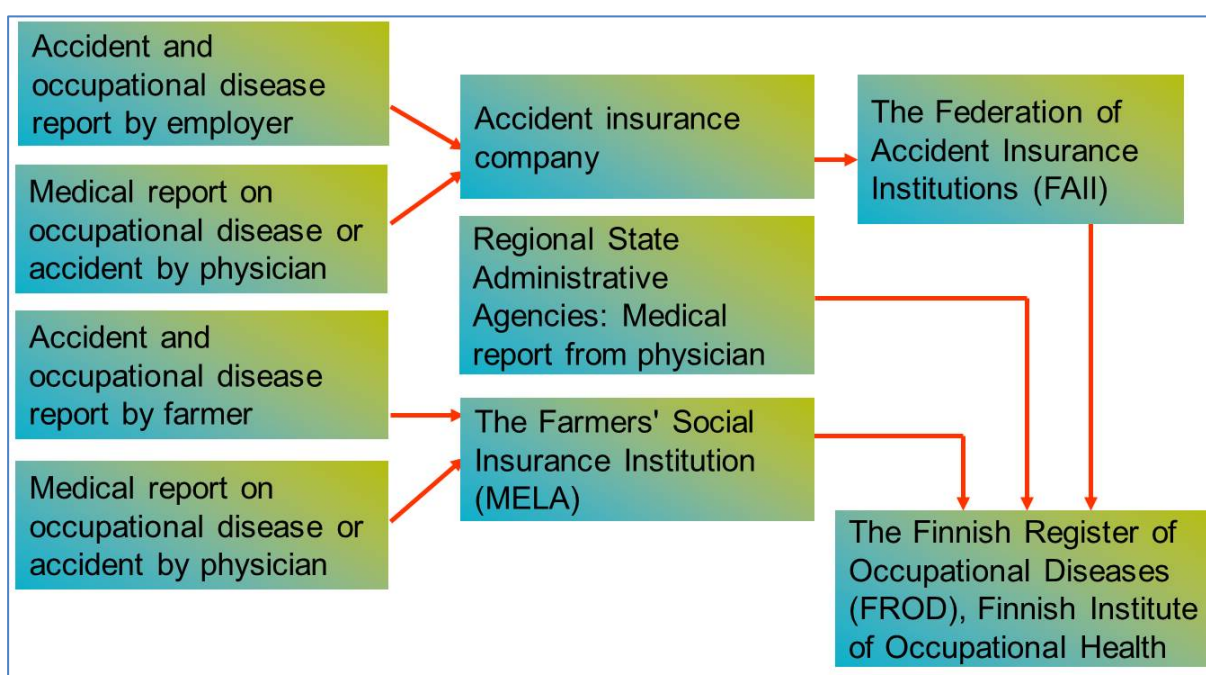 Accident and
occupational disease
report by employer
Medical report on
occupational disease or
accident by physician
Accident and
occupational disease
report by farmer
Medical report on
occupational disease or
accident by physician
Accident insurance
company
Regional State
Administrative
Agencies: Medical
report from physician
The Farmers' Social
Insurance Institution
(MELA)
The Federation of
Accident Insurance
Institutions (FAII)
The Finnish Register of
Occupational Diseases
(FROD), Finnish Institute
of Occupational Health